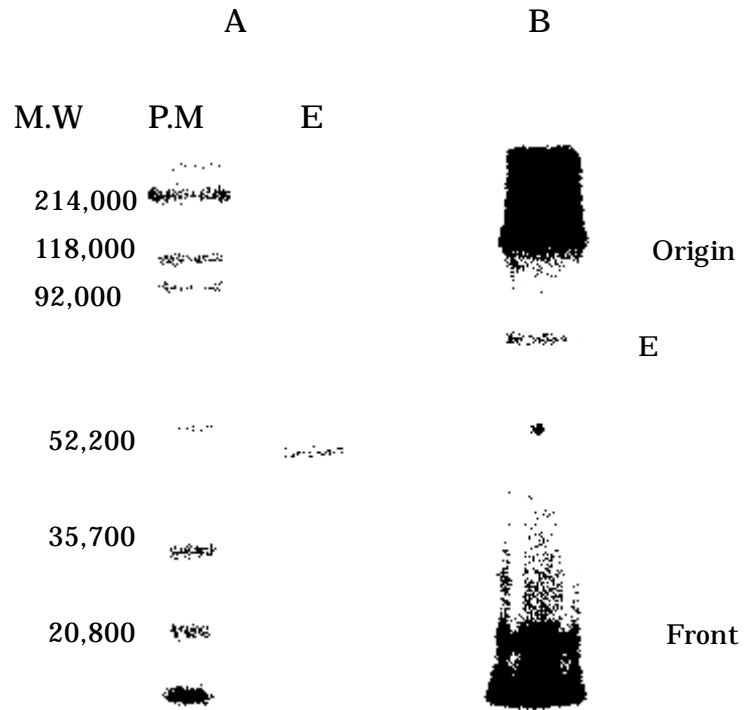 A B
M.W P.M E
214,000
118,000
Origin
92,000
E
52,200
35,700
20,800
Front